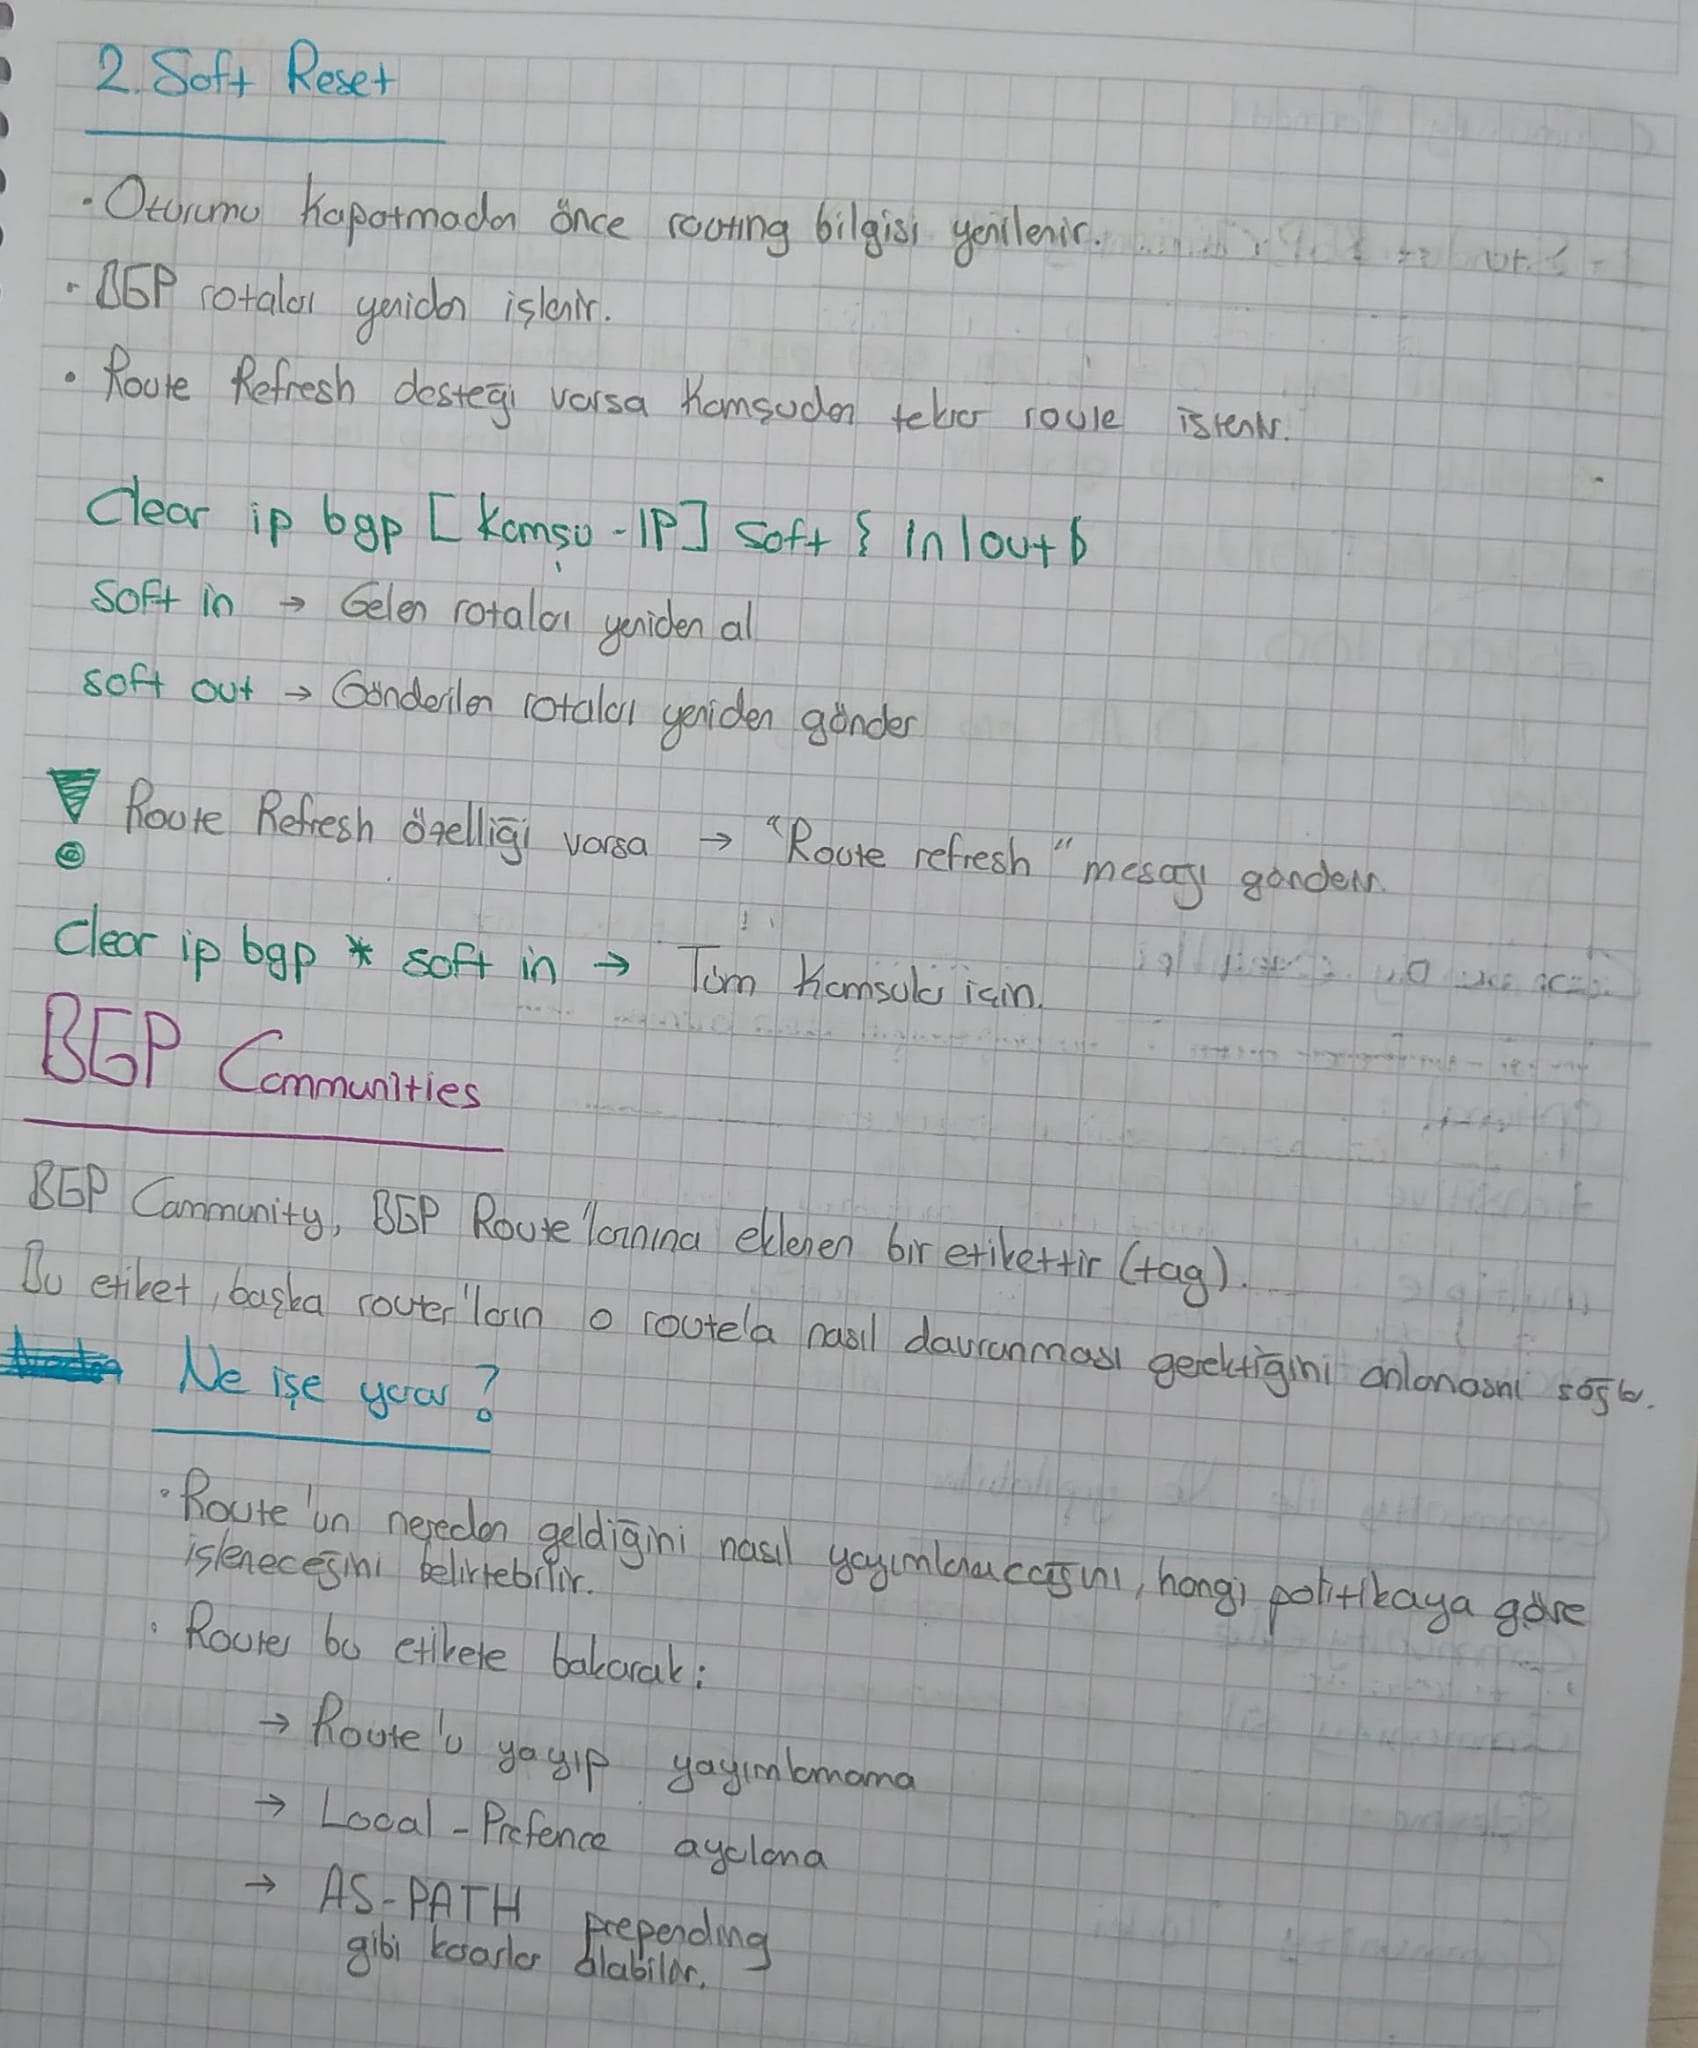 2. Soft Reset
• Oturumu kapatmadan önce routing bilgisi yenilenir.
• BGP rotaları yeniden işlenir.
• Route Refresh desteği varsa komşudan tekrar route istenir.
Clear ip bgp [komşu-IP] soft { in|out }
soft in → Gelen rotaları yeniden al
soft out → Gönderilen rotaları yeniden gönder
! Route Refresh özelliği varsa → "Route refresh" mesajı gönderir.
Clear ip bgp * soft in → Tüm komşular için.
BGP Communities
BGP Community, BGP Route'larınına eklenen bir etikettir (tag).
Bu etiket, başka router'ların o route'a nasıl davranması gerektiğini anlamasını sağlar.
Ne işe yarar?
• Route'un nereden geldiğini nasıl yayımlanacağını, hangi politikaya göre
işleneceğini belirtebilir.
• Router bu etikete bakarak:
→ Route'u yayıp yayımlamama
→ Local-Prefence ayarlama
→ AS-PATH prepending
gibi kararlar alabilir.